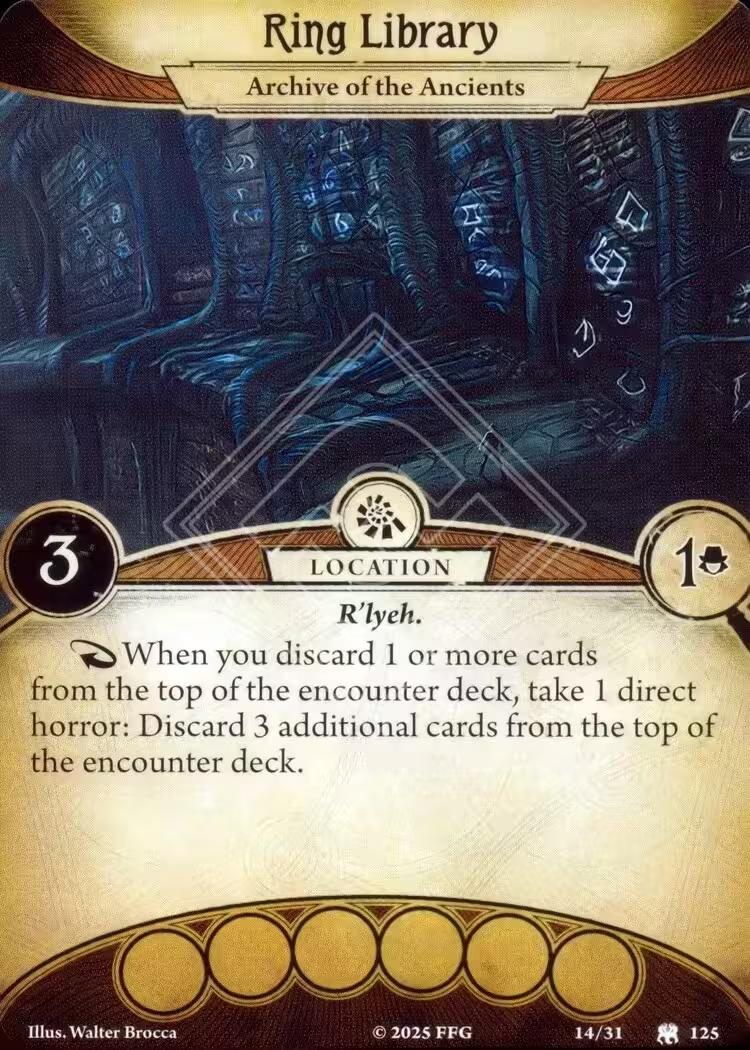 Ring Library
Archive of the Ancients
3
1
LOCATION
R'lyeh.
When you discard 1 or more cards
from the top of the encounter deck, take 1 direct
horror: Discard 3 additional cards from the top of
the encounter deck.
Illus. Walter Brocca
© 2025 FFG
14/31
125